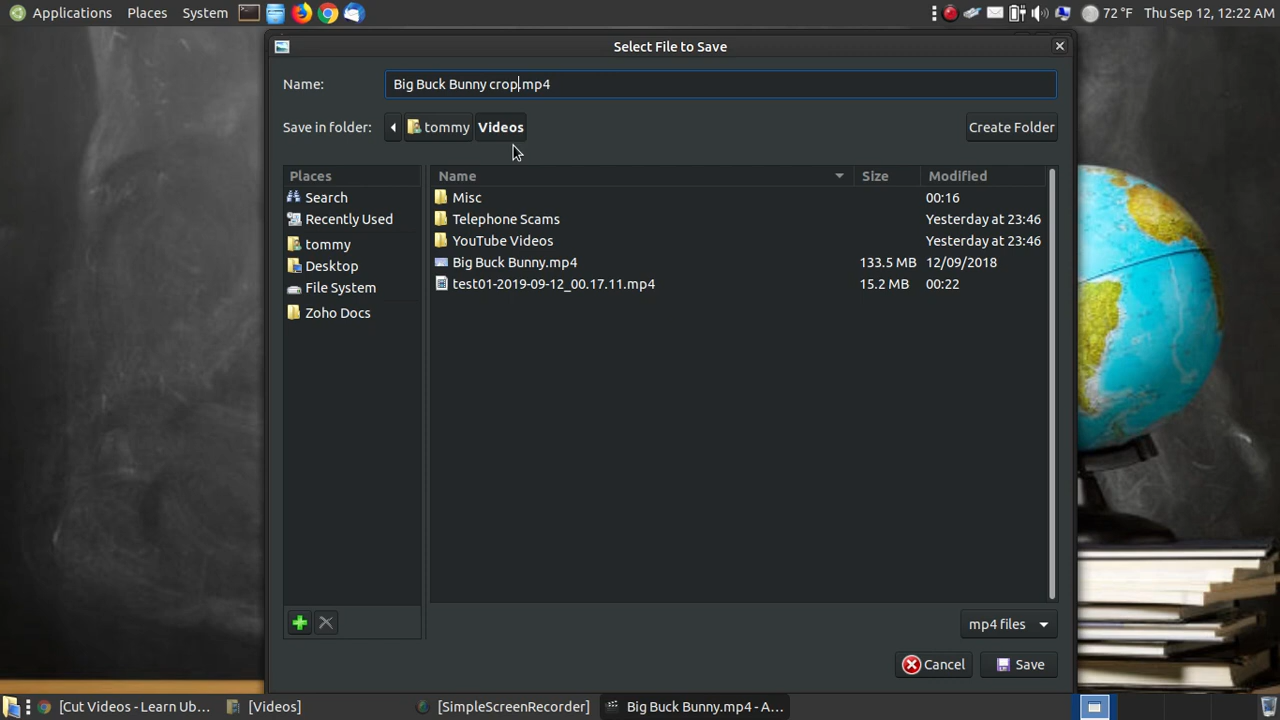 Applications Places System 72 °F Thu Sep 12, 12:22 AM
Select File to Save
Name: Big Buck Bunny crop.mp4
Save in folder: tommy Videos Create Folder
Places
Search
Recently Used
tommy
Desktop
File System
Zoho Docs
Name Size Modified
Misc 00:16
Telephone Scams Yesterday at 23:46
YouTube Videos Yesterday at 23:46
Big Buck Bunny.mp4 133.5 MB 12/09/2018
test01-2019-09-12_00.17.11.mp4 15.2 MB 00:22
mp4 files
Cancel Save
[Cut Videos - Learn Ub... [Videos] [SimpleScreenRecorder] Big Buck Bunny.mp4 - A...